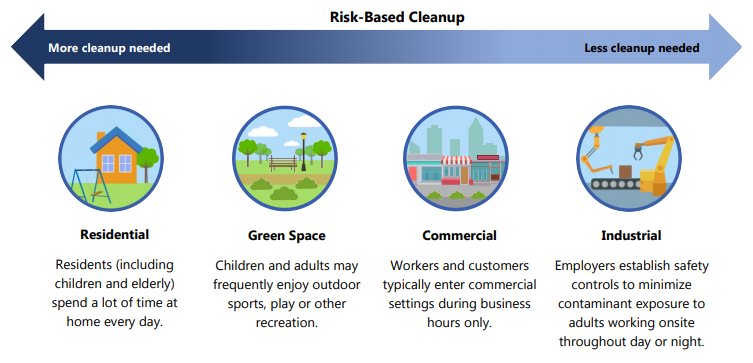 Risk-Based Cleanup
More cleanup needed
Less cleanup needed
Residential
Residents (including
children and elderly)
spend a lot of time at
home every day.
Green Space
Children and adults may
frequently enjoy outdoor
sports, play or other
recreation.
Commercial
Workers and customers
typically enter commercial
settings during business
hours only.
Industrial
Employers establish safety
controls to minimize
contaminant exposure to
adults working onsite
throughout day or night.